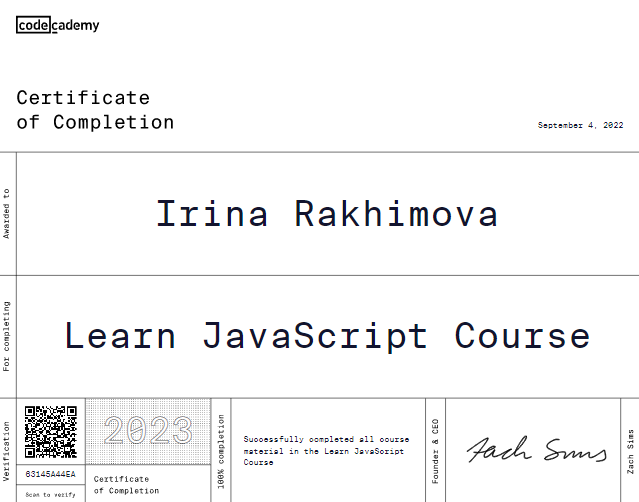 codecademy
Certificate
of Completion
September 4, 2022
Awarded to
Irina Rakhimova
For completing
Learn JavaScript Course
Verification
63145A44EA
Scan to verify
2023
Certificate
of Completion
100% completion
Successfully completed all course
material in the Learn JavaScript
Course
Founder & CEO
Zach Sims
Zach Sims